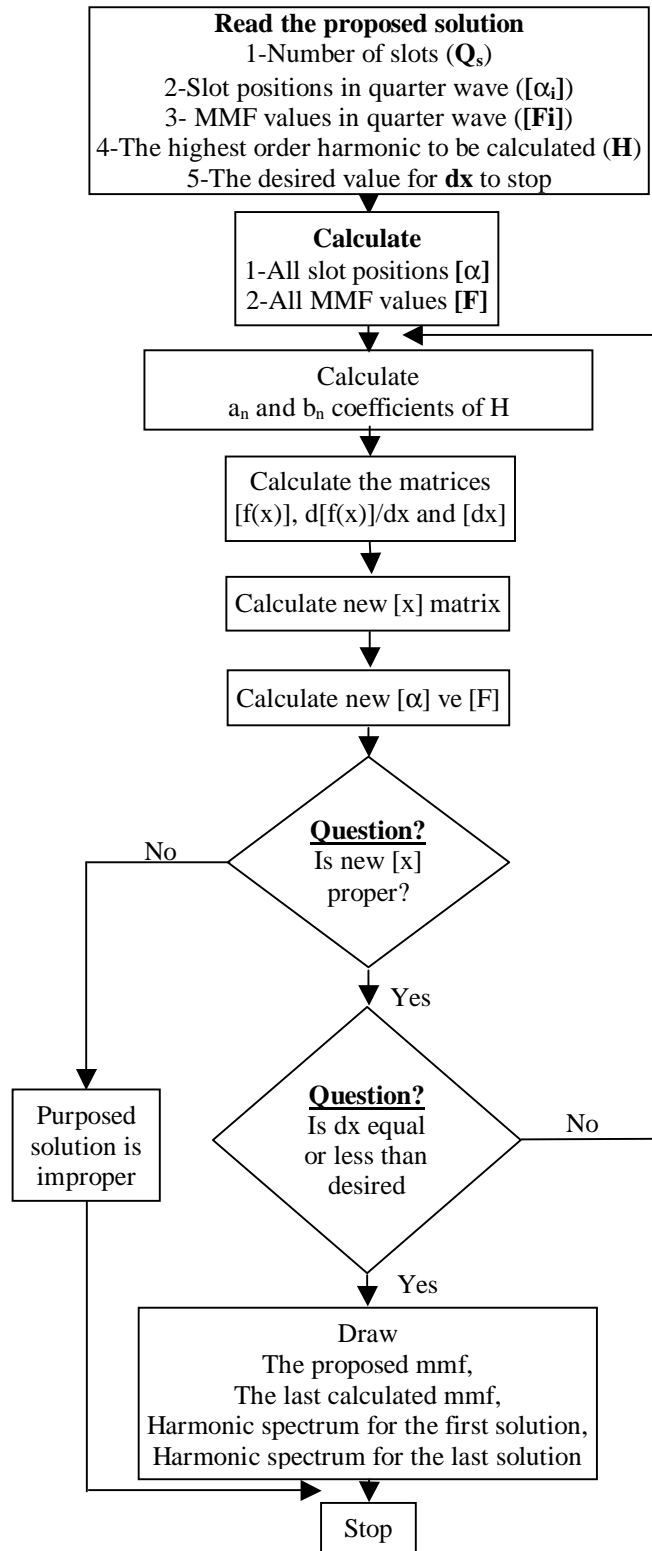 Read the proposed solution
1-Number of slots (Qs)
2-Slot positions in quarter wave ([αi])
3- MMF values in quarter wave ([Fi])
4-The highest order harmonic to be calculated (H)
5-The desired value for dx to stop
Calculate
1-All slot positions [α]
2-All MMF values [F]
Calculate
an and bn coefficients of H
Calculate the matrices
[f(x)], d[f(x)]/dx and [dx]
Calculate new [x] matrix
Calculate new [α] ve [F]
Question?
Is new [x]
proper?
No
Yes
Question?
Is dx equal
or less than
desired
No
Purposed
solution is
improper
Yes
Draw
The proposed mmf,
The last calculated mmf,
Harmonic spectrum for the first solution,
Harmonic spectrum for the last solution
Stop